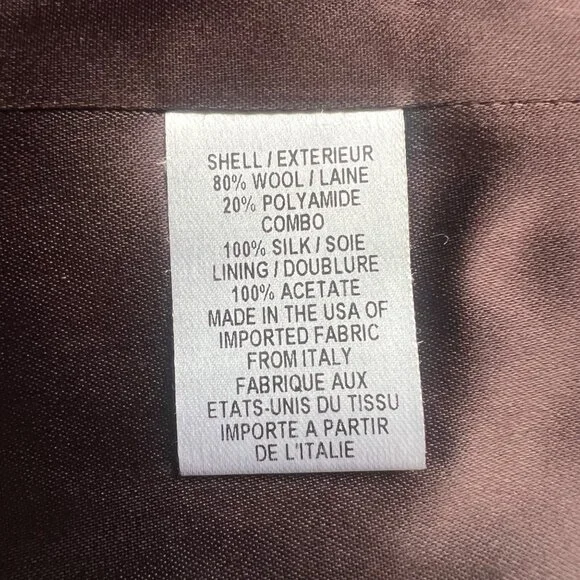 SHELL / EXTERIEUR
80% WOOL / LAINE
20% POLYAMIDE
COMBO
100% SILK / SOIE
LINING / DOUBLURE
100% ACETATE
MADE IN THE USA OF
IMPORTED FABRIC
FROM ITALY
FABRIQUE AUX
ETATS-UNIS DU TISSU
IMPORTE A PARTIR
DE L'ITALIE